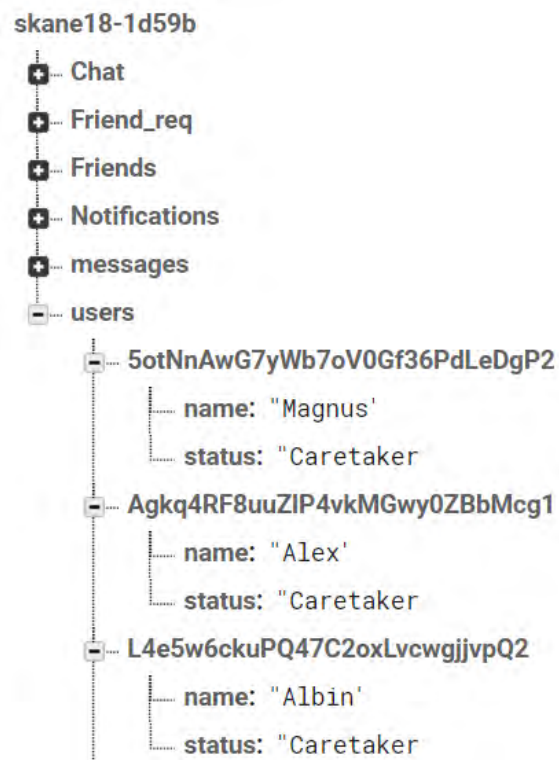 skane18-1d59b
Chat
Friend_req
Friends
Notifications
messages
users
5otNnAwG7yWb7oV0Gf36PdLeDgP2
name: "Magnus'
status: "Caretaker
Agkq4RF8uuZIP4vkMGwy0ZBbMcg1
name: "Alex'
status: "Caretaker
L4e5w6ckuPQ47C2oxLvcwgjjvpQ2
name: "Albin'
status: "Caretaker